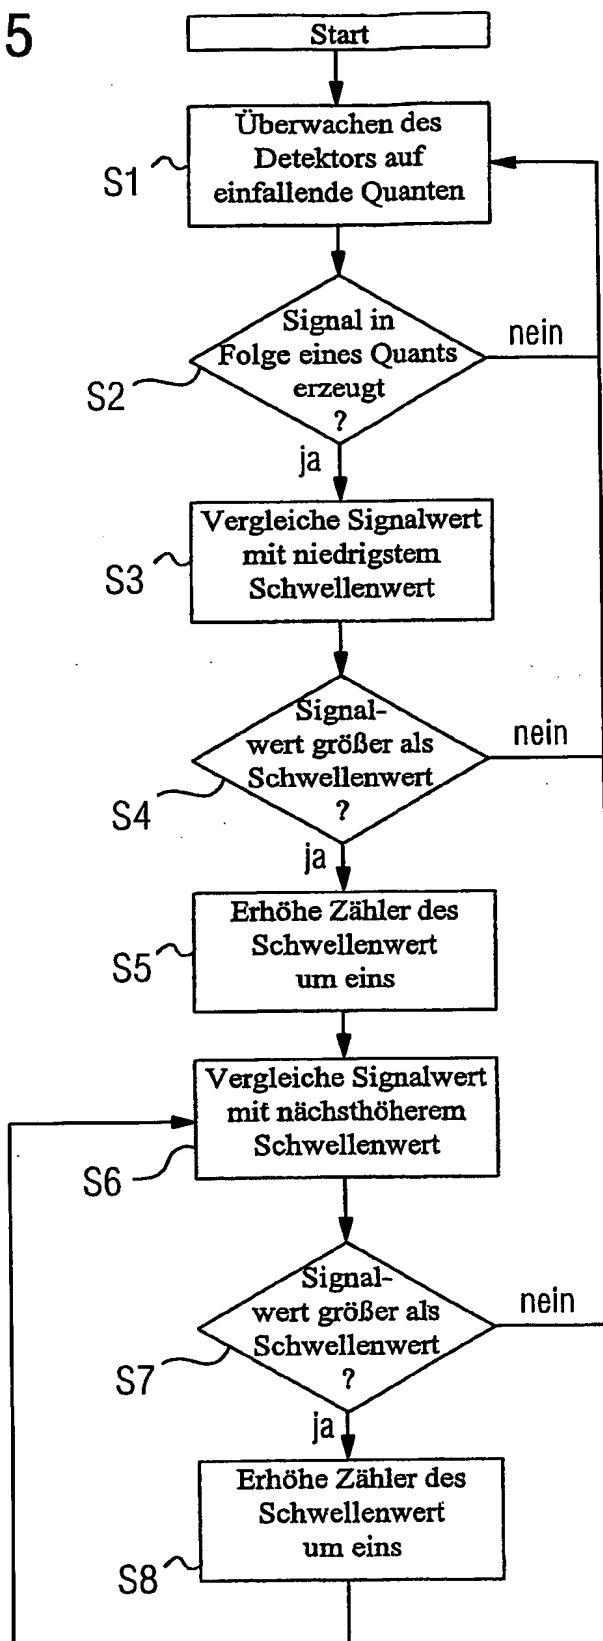 5
Start
Überwachen des
Detektors auf
einfallende Quanten
S1
Signal in
Folge eines Quants
erzeugt
?
nein
S2
ja
Vergleiche Signalwert
mit niedrigstem
Schwellenwert
S3
Signal-
wert größer als
Schwellenwert
?
nein
S4
ja
Erhöhe Zähler des
Schwellenwert
um eins
S5
Vergleiche Signalwert
mit nächsthöherem
Schwellenwert
S6
Signal-
wert größer als
Schwellenwert
?
nein
S7
ja
Erhöhe Zähler des
Schwellenwert
um eins
S8